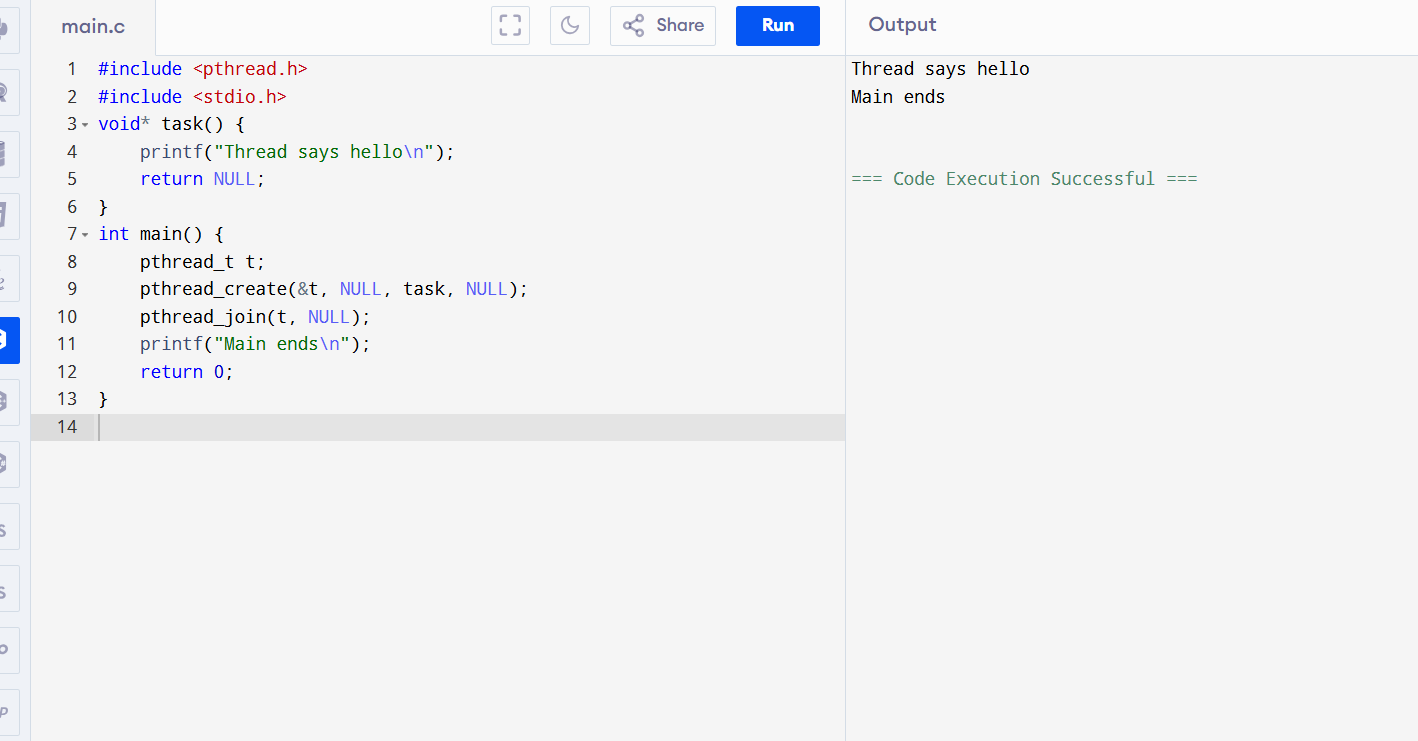 main.c
Share
Run
Output
1 #include <pthread.h>
2 #include <stdio.h>
3 void* task() {
4     printf("Thread says hello\n");
5     return NULL;
6 }
7 int main() {
8     pthread_t t;
9     pthread_create(&t, NULL, task, NULL);
10     pthread_join(t, NULL);
11     printf("Main ends\n");
12     return 0;
13 }
14
Thread says hello
Main ends
=== Code Execution Successful ===